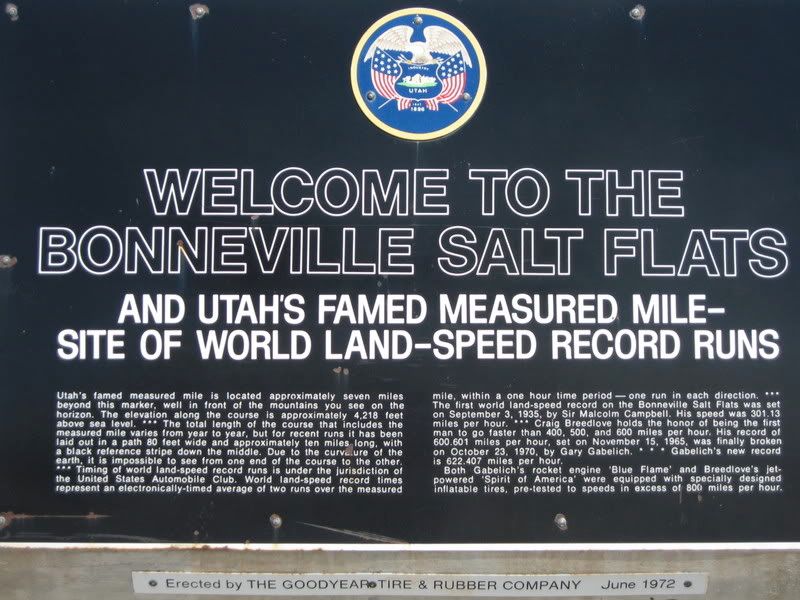 INDUSTRY
UTAH
1847
1896
WELCOME TO THE
BONNEVILLE SALT FLATS
AND UTAH'S FAMED MEASURED MILE–
SITE OF WORLD LAND–SPEED RECORD RUNS
Utah's famed measured mile is located approximately seven miles
beyond this marker, well in front of the mountains you see on the
horizon. The elevation along the course is approximately 4,218 feet
above sea level. *** The total length of the course that includes the
measured mile varies from year to year, but for recent runs it has been
laid out in a path 80 feet wide and approximately ten miles long, with
a black reference stripe down the middle. Due to the curvature of the
earth, it is impossible to see from one end of the course to the other.
*** Timing of world land-speed record runs is under the jurisdiction of
the United States Automobile Club. World land-speed record times
represent an electronically-timed average of two runs over the measured
mile, within a one hour time period — one run in each direction. ***
The first world land-speed record on the Bonneville Salt Flats was set
on September 3, 1935, by Sir Malcolm Campbell. His speed was 301.13
miles per hour. *** Craig Breedlove holds the honor of being the first
man to go faster than 400, 500, and 600 miles per hour. His record of
600.601 miles per hour, set on November 15, 1965, was finally broken
on October 23, 1970, by Gary Gabelich. * * * Gabelich's new record
is 622.407 miles per hour.
Both Gabelich's rocket engine 'Blue Flame' and Breedlove's jet-
powered 'Spirit of America' were equipped with specially designed
inflatable tires, pre-tested to speeds in excess of 800 miles per hour.
Erected by THE GOODYEAR TIRE & RUBBER COMPANY June 1972